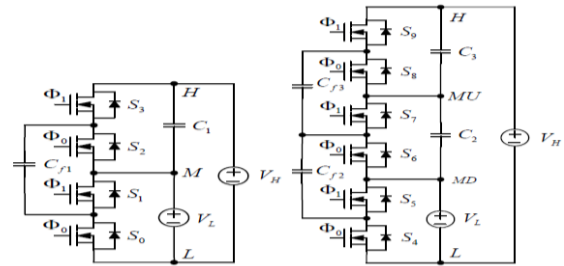 Φ1 S3 H
Φ0 S2 C1
Cf1 M VH
Φ1 S1
Φ0 S0 VL
L
Φ1 S9 H
Φ0 S8 C3
Cf3 MU
Φ1 S7 VH
Φ0 S6 C2
Cf2 MD
Φ1 S5 VL
Φ0 S4 L